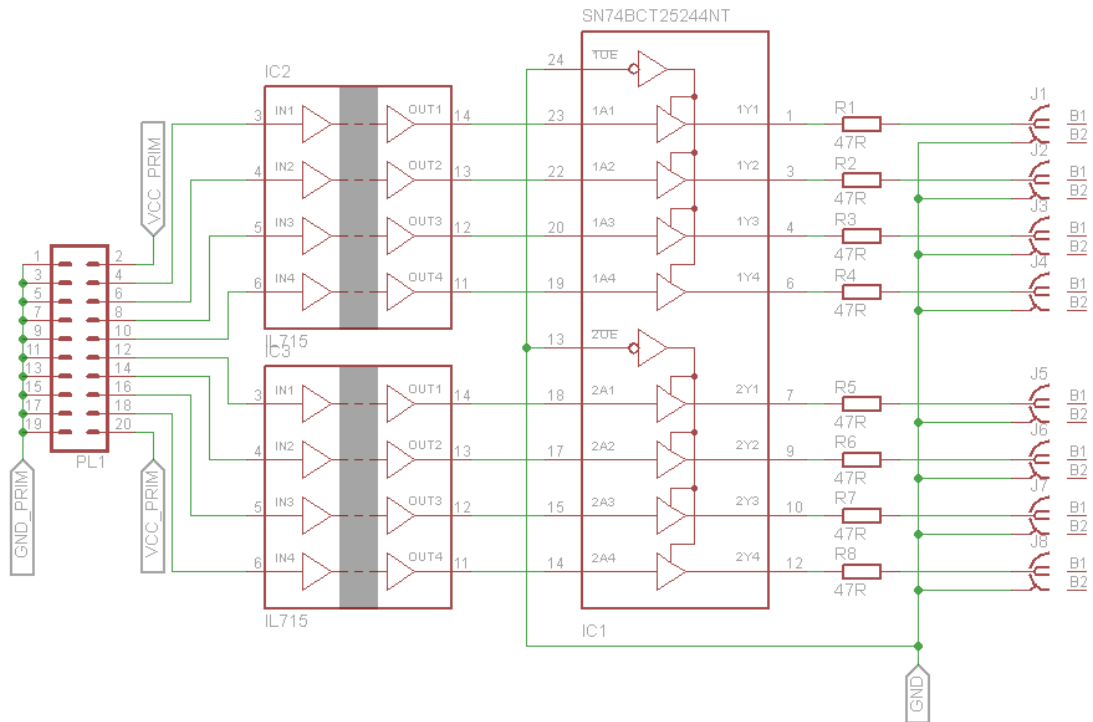 SN74BCT25244NT
24
1UE
J1
IC2
3
IN1
OUT1
14
23
1A1
1Y1
1
R1
47R
B1
B2
J2
VCC_PRIM
4
IN2
OUT2
13
22
1A2
1Y2
3
R2
47R
B1
B2
J3
5
IN3
OUT3
12
20
1A3
1Y3
4
R3
47R
B1
B2
J4
6
IN4
OUT4
11
19
1A4
1Y4
6
R4
47R
B1
B2
1 2
3 4
5 6
7 8
9 10
11 12
13 14
15 16
17 18
19 20
PL1
GND_PRIM
VCC_PRIM
IL715
IC3
13
2UE
J5
3
IN1
OUT1
14
18
2A1
2Y1
7
R5
47R
B1
B2
J6
4
IN2
OUT2
13
17
2A2
2Y2
9
R6
47R
B1
B2
J7
5
IN3
OUT3
12
15
2A3
2Y3
10
R7
47R
B1
B2
J8
6
IN4
OUT4
11
14
2A4
2Y4
12
R8
47R
B1
B2
IL715
IC1
GND